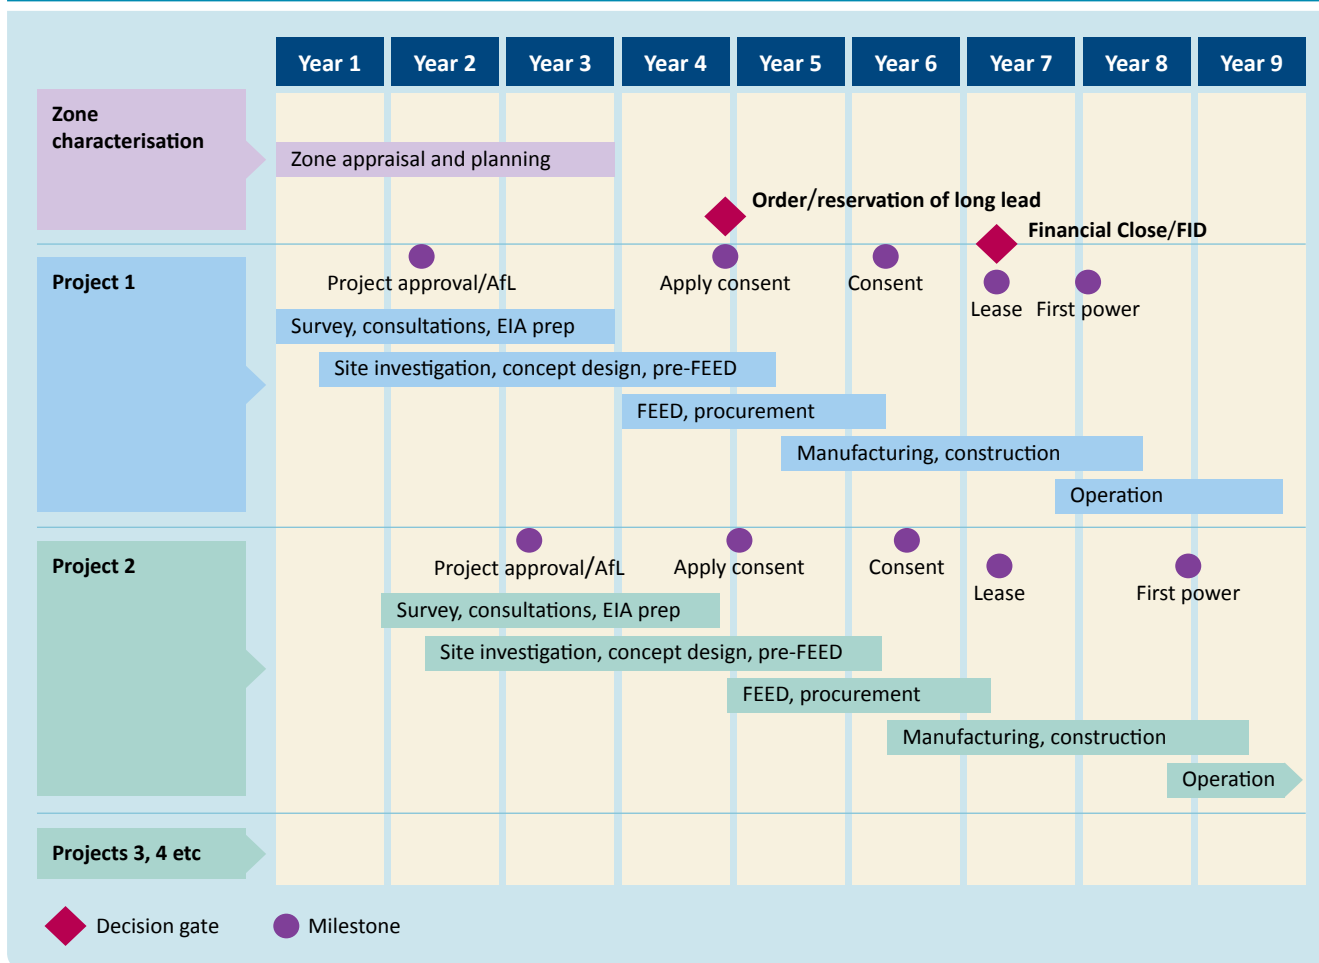 Year 1
Year 2
Year 3
Year 4
Year 5
Year 6
Year 7
Year 8
Year 9
Zone
characterisation
Zone appraisal and planning
Order/reservation of long lead
Financial Close/FID
Project 1
Project approval/AfL
Apply consent
Consent
Lease
First power
Survey, consultations, EIA prep
Site investigation, concept design, pre-FEED
FEED, procurement
Manufacturing, construction
Operation
Project 2
Project approval/AfL
Apply consent
Consent
Lease
First power
Survey, consultations, EIA prep
Site investigation, concept design, pre-FEED
FEED, procurement
Manufacturing, construction
Operation
Projects 3, 4 etc
Decision gate
Milestone